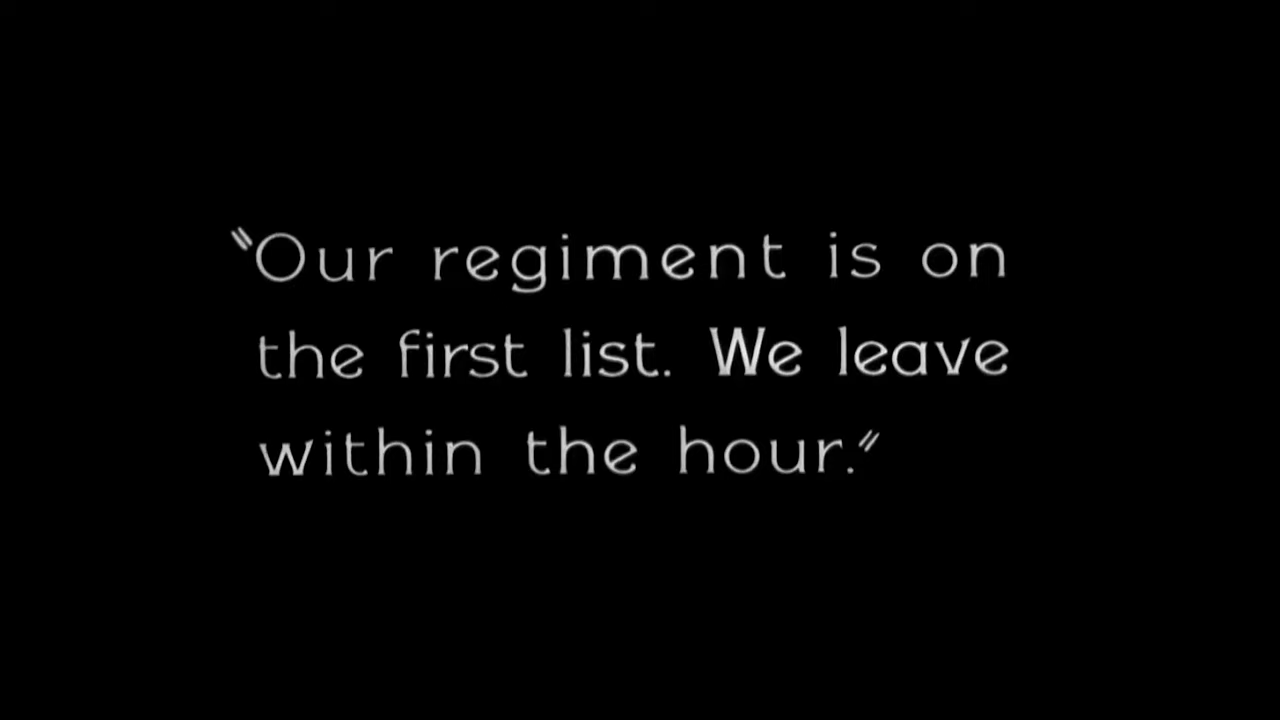 "Our regiment is on
the first list. We leave
within the hour."